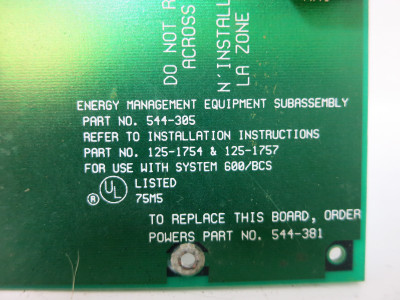 DO NOT
ACROSS
N'INSTALL
LA ZONE
ENERGY MANAGEMENT EQUIPMENT SUBASSEMBLY
PART NO. 544-305
REFER TO INSTALLATION INSTRUCTIONS
PART NO. 125-1754 & 125-1757
FOR USE WITH SYSTEM 600/BCS
UL LISTED
® 75M5
TO REPLACE THIS BOARD, ORDER
POWERS PART NO. 544-381